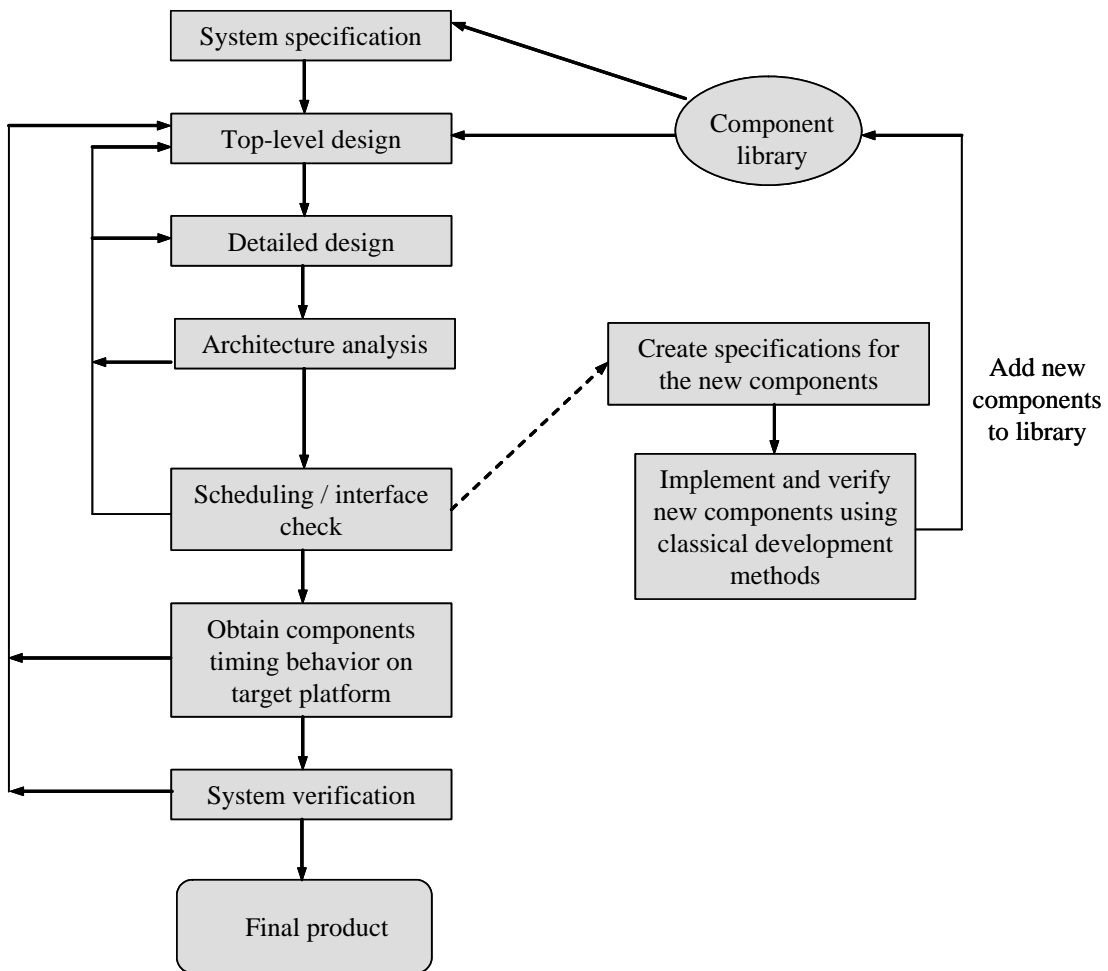 System specification
Component
library
Top-level design
Detailed design
Architecture analysis
Create specifications for
the new components
Add new
components
to library
Scheduling / interface
check
Implement and verify
new components using
classical development
methods
Obtain components
timing behavior on
target platform
System verification
Final product